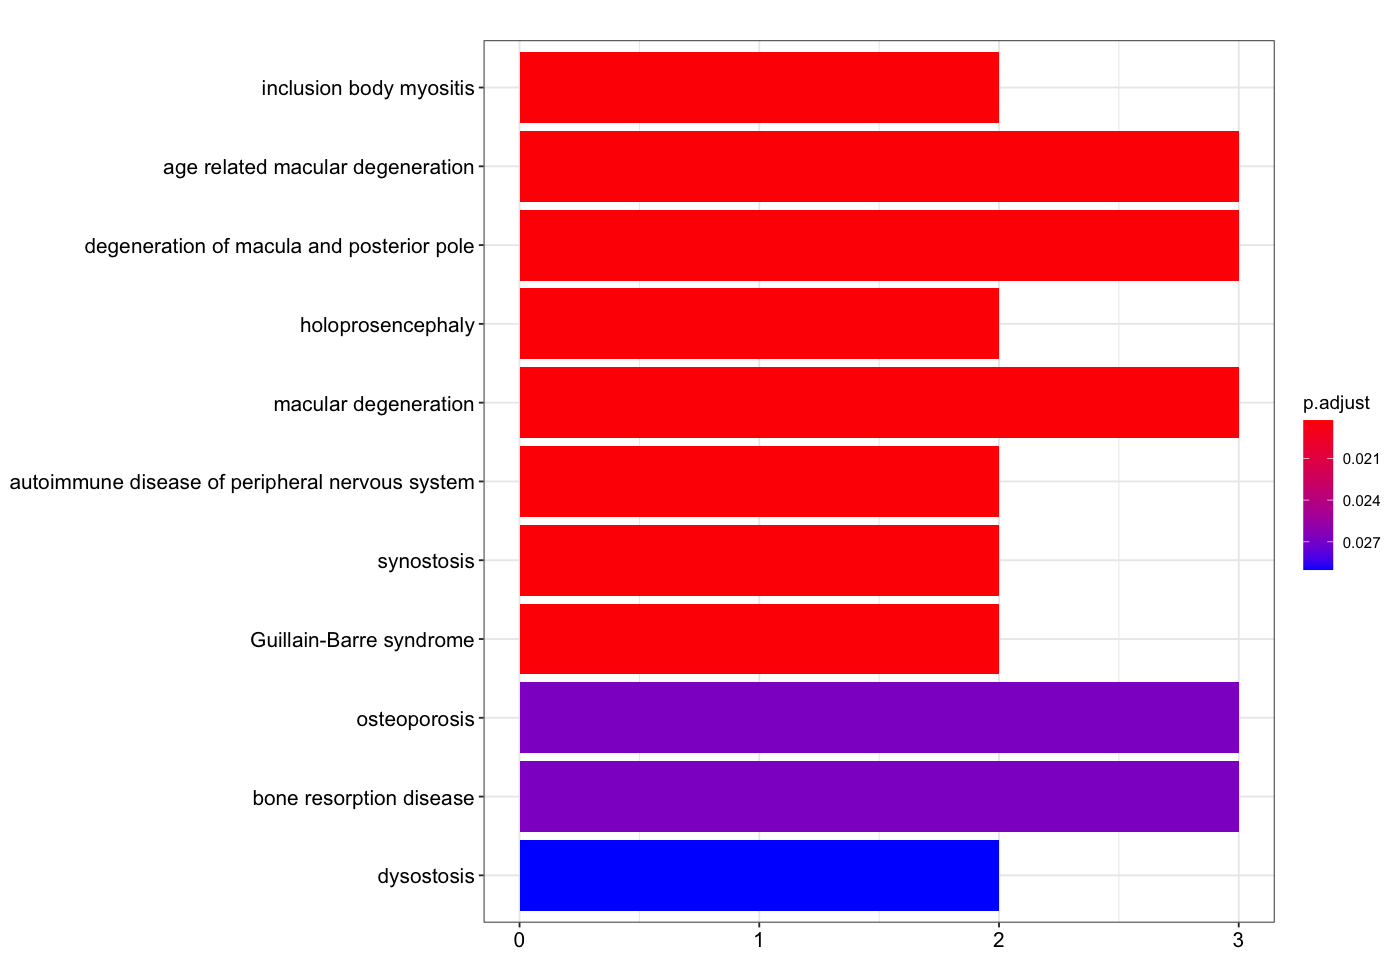 inclusion body myositis
age related macular degeneration
degeneration of macula and posterior pole
holoprosencephaly
macular degeneration
autoimmune disease of peripheral nervous system
synostosis
Guillain-Barre syndrome
osteoporosis
bone resorption disease
dysostosis
0 1 2 3
p.adjust
0.021
0.024
0.027